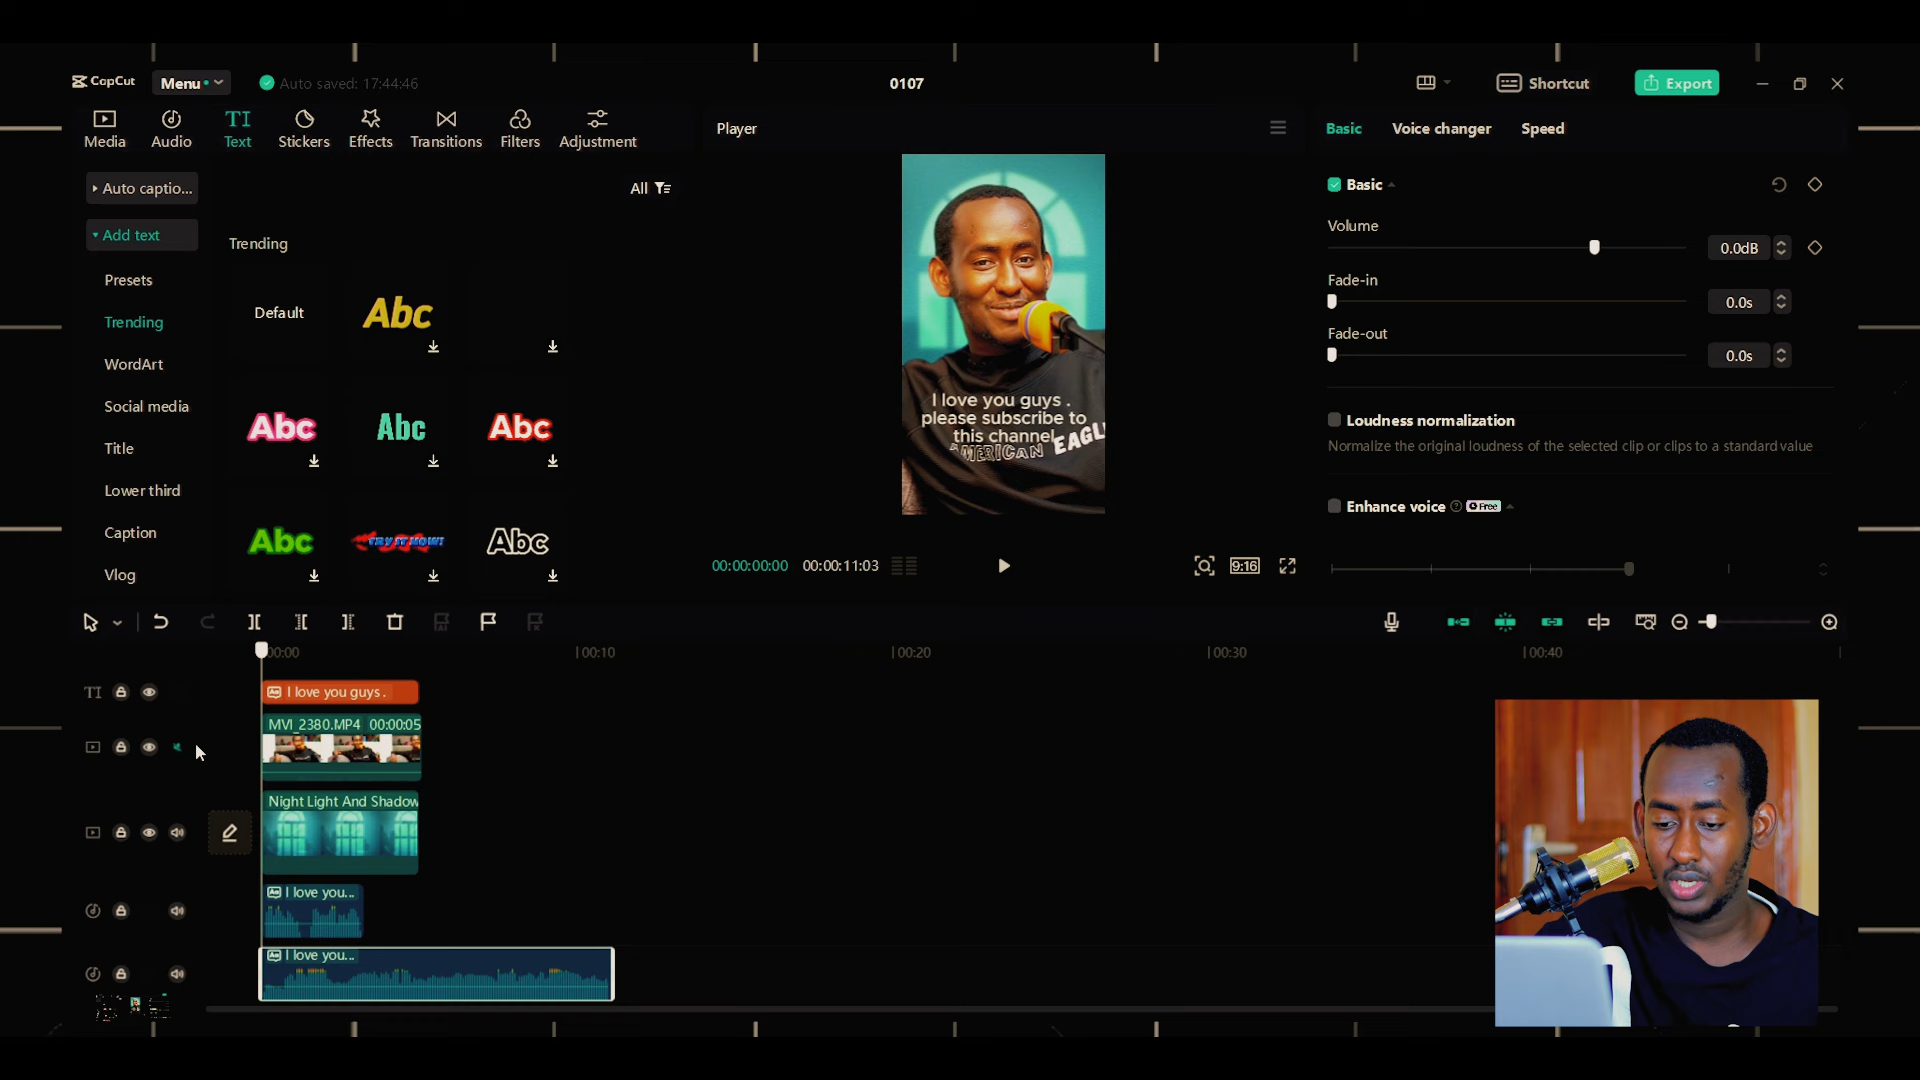 CapCut
Menu
Auto saved: 17:44:46
0107
Shortcut
Export
Media
Audio
TI
Text
Stickers
Effects
Transitions
Filters
Adjustment
Player
Basic
Voice changer
Speed
Auto captio...
All
Add text
Trending
Presets
Trending
WordArt
Social media
Title
Lower third
Caption
Vlog
Default
Abc
Abc
Abc
Abc
Abc
TRY IT NOW!
Abc
I love you guys .
please subscribe to
this channel
AMERICAN EAGL
Basic
Volume
0.0dB
Fade-in
0.0s
Fade-out
0.0s
Loudness normalization
Normalize the original loudness of the selected clip or clips to a standard value
Enhance voice
Free
00:00:00:00
00:00:11:03
9:16
00:00
00:10
00:20
00:30
00:40
TI
I love you guys .
MVI_2380.MP4 00:00:05
Night Light And Shadow
I love you...
I love you...